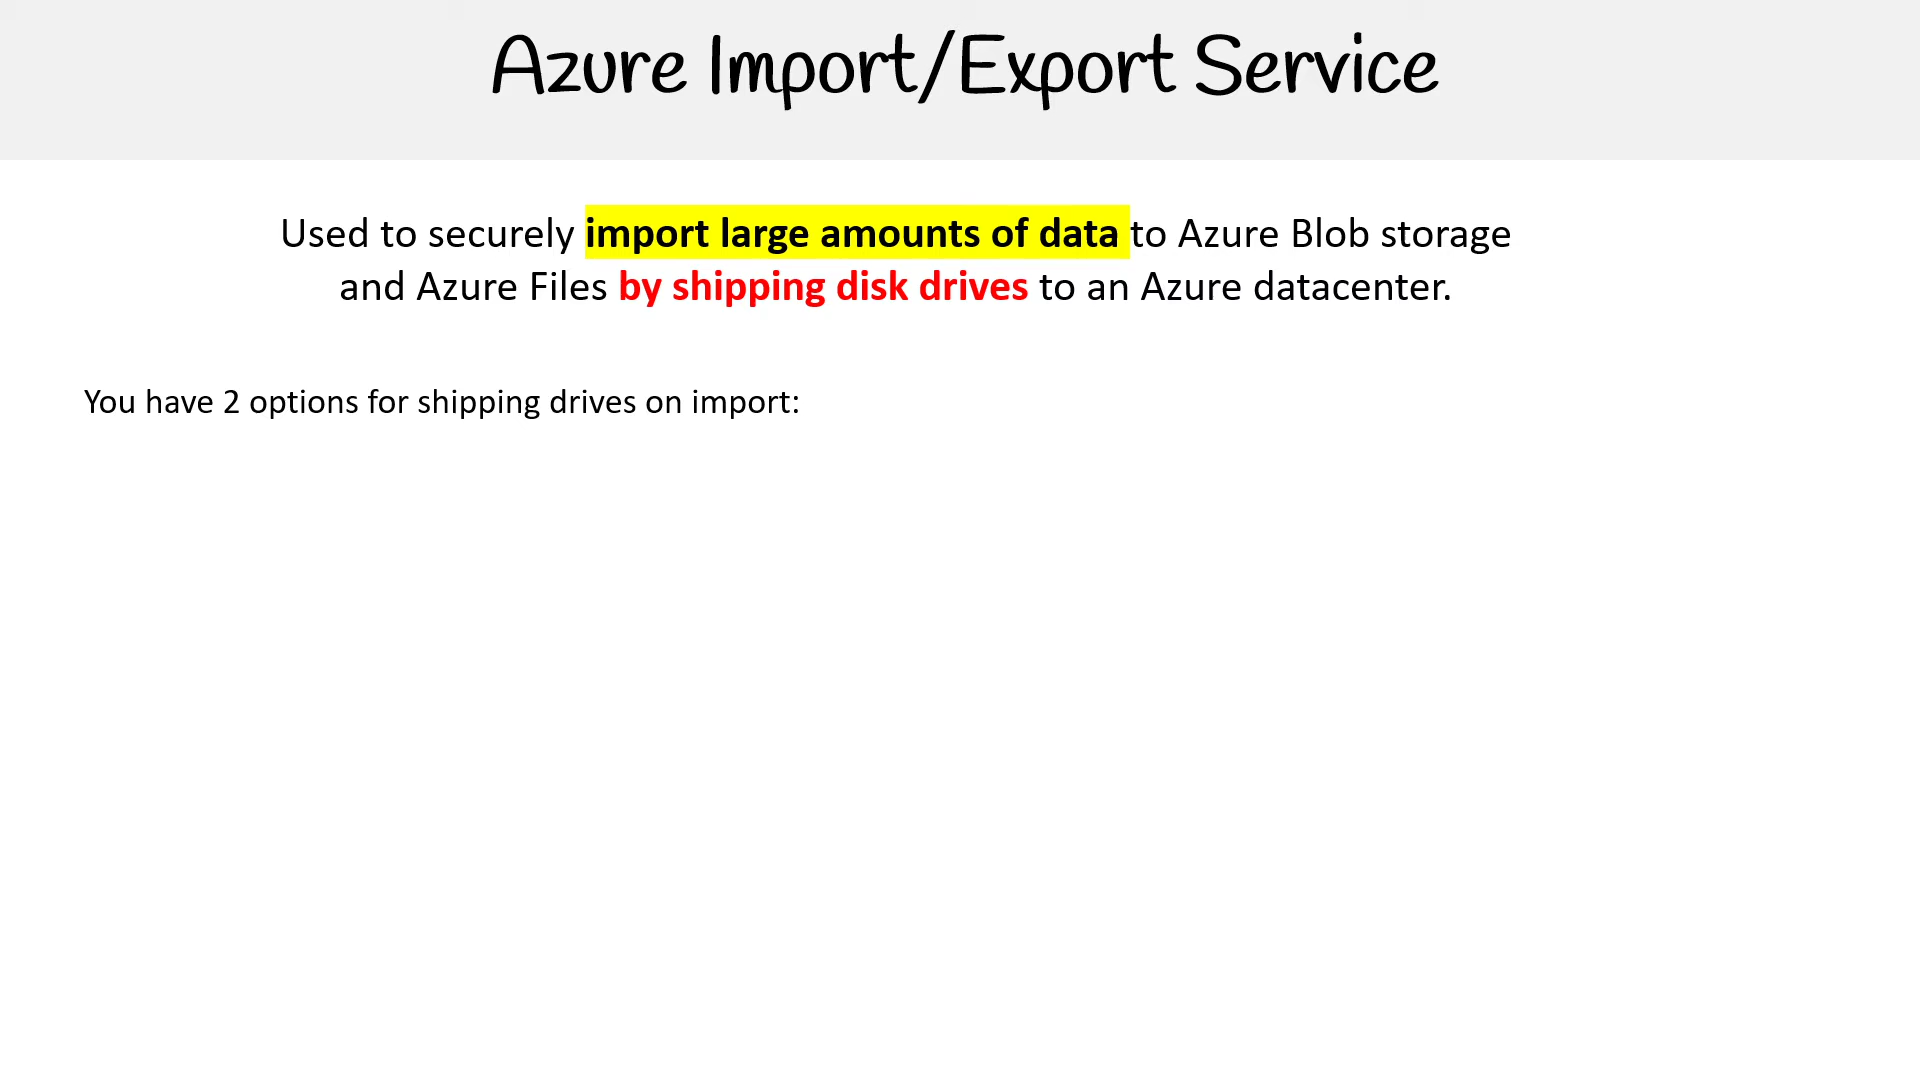 Azure Import/Export Service
Used to securely import large amounts of data to Azure Blob storage
and Azure Files by shipping disk drives to an Azure datacenter.
You have 2 options for shipping drives on import: